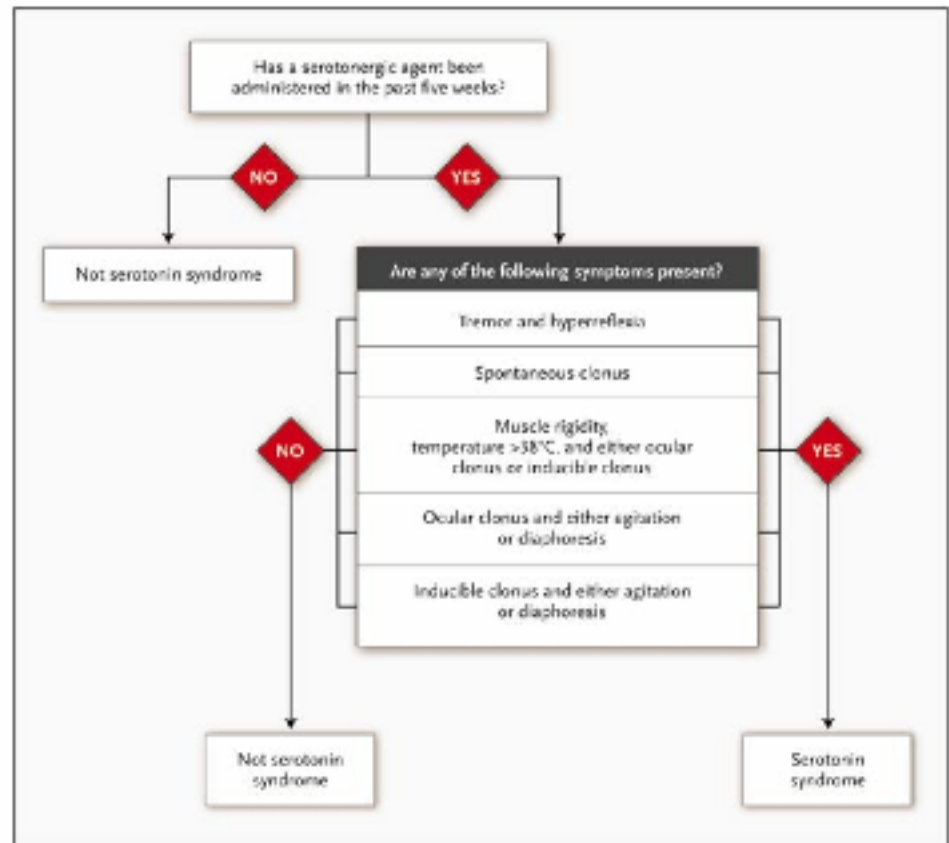 Has a serotonergic agent been
administered in the past five weeks?
NO
YES
Not serotonin syndrome
Are any of the following symptoms present?
Tremor and hyperreflexia
Spontaneous clonus
Muscle rigidity,
temperature >38°C, and either ocular
clonus or inducible clonus
NO
YES
Ocular clonus and either agitation
or diaphoresis
Inducible clonus and either agitation
or diaphoresis
Not serotonin
syndrome
Serotonin
syndrome